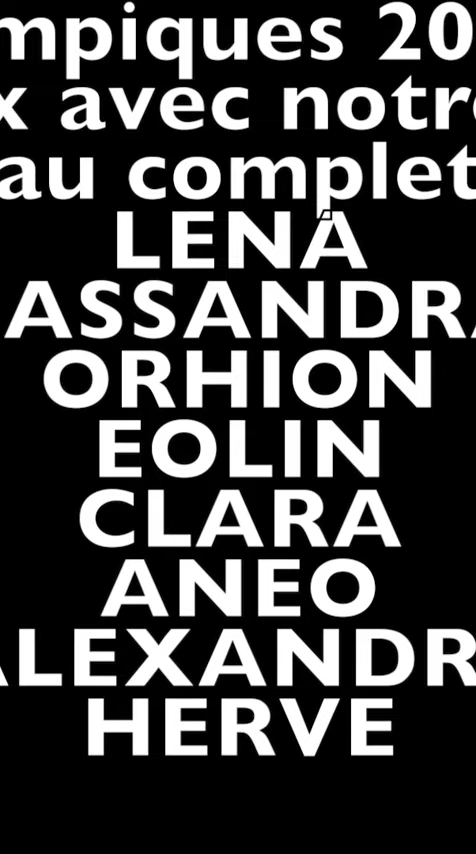 mpiques 20
x avec notr
au complet
LENA
ASSANDR
ORHION
EOLIN
CLARA
ANEO
LEXANDR
HERVE